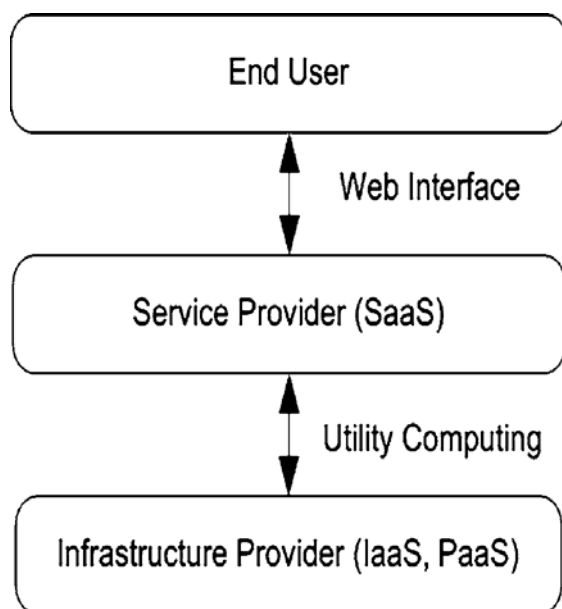 End User
Web Interface
Service Provider (SaaS)
Utility Computing
Infrastructure Provider (IaaS, PaaS)